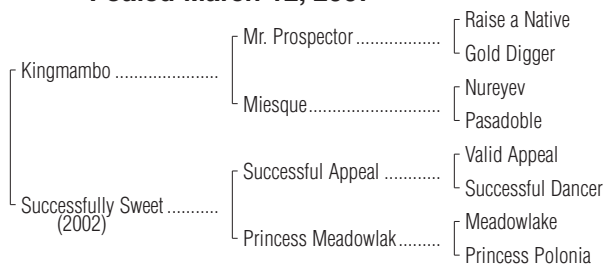 Foaled March 12, 2007
Raise a Native
Mr. Prospector ....................
Gold Digger
Kingmambo ......................
Nureyev
Miesque..............................
Pasadoble
Valid Appeal
Successful Appeal ............
Successful Dancer
Successfully Sweet ...........
(2002)
Meadowlake
Princess Meadowlak.........
Princess Polonia